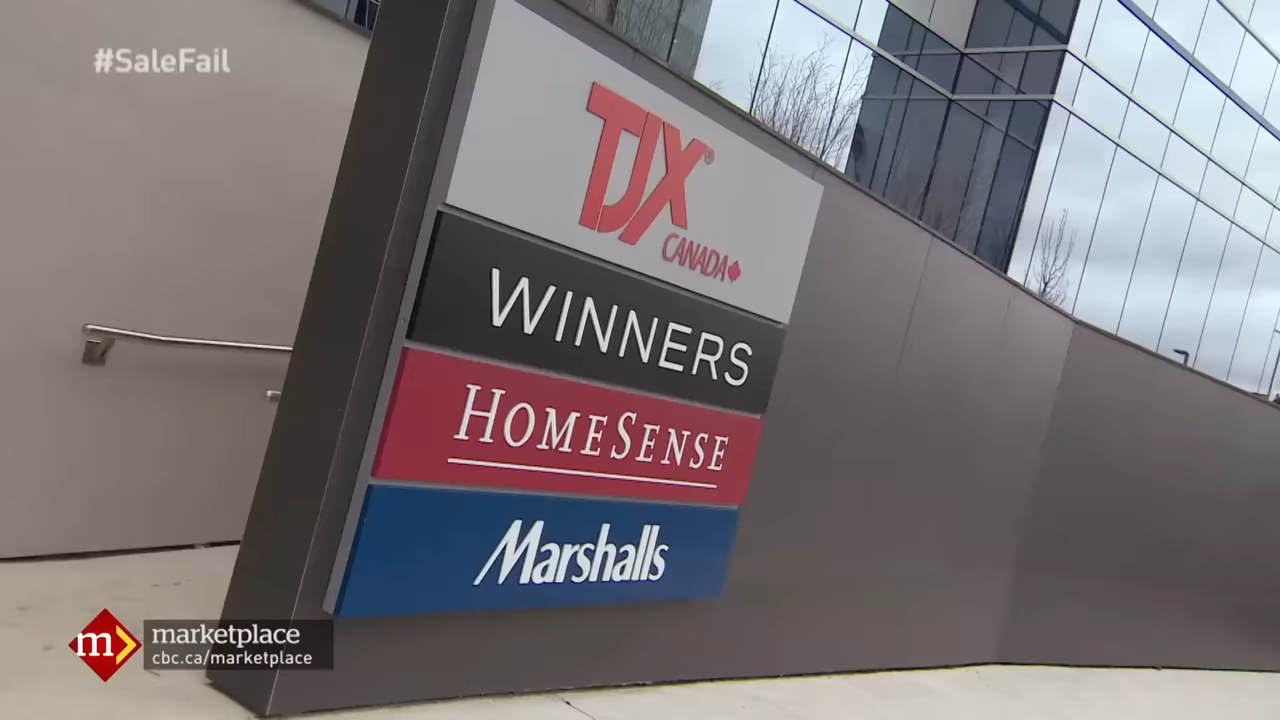 #SaleFail
TJX®
CANADA
WINNERS
HOMESENSE
Marshalls
m
marketplace
cbc.ca/marketplace